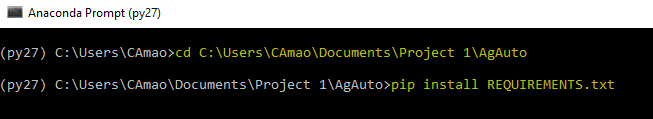 Anaconda Prompt (py27)
(py27) C:\Users\CAmao>cd C:\Users\CAmao\Documents\Project 1\AgAuto
(py27) C:\Users\CAmao\Documents\Project 1\AgAuto>pip install REQUIREMENTS.txt